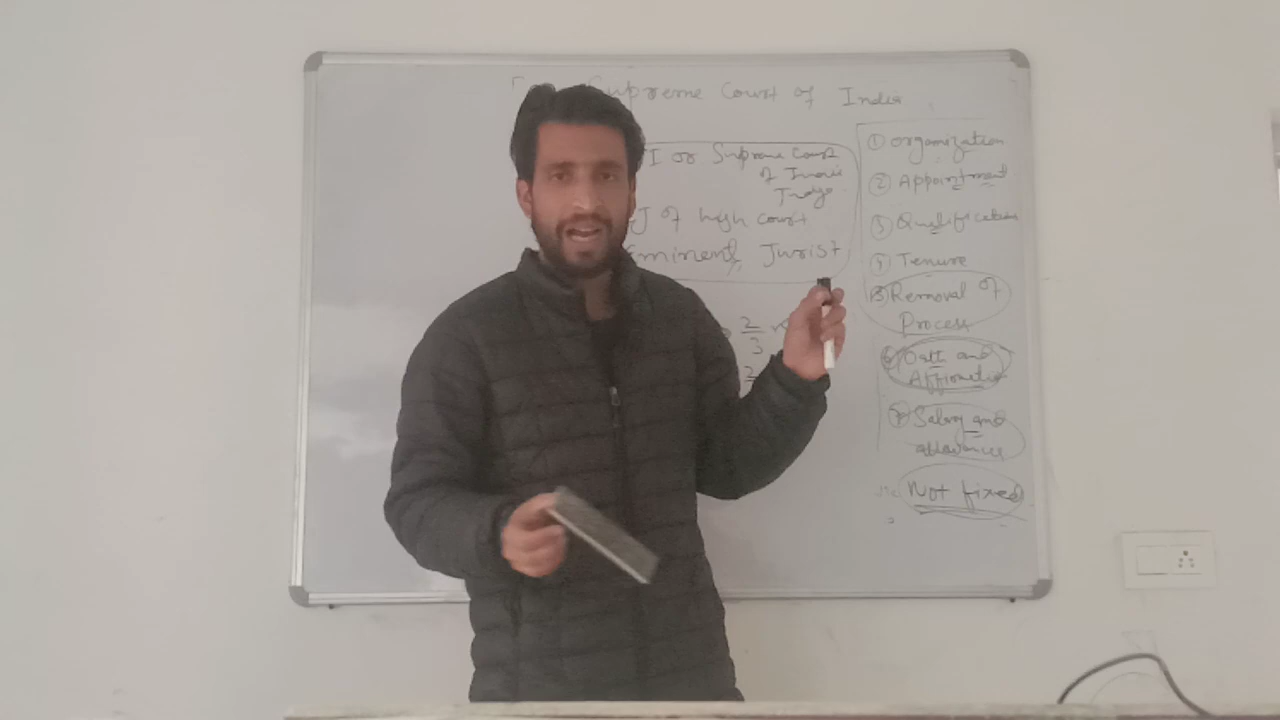 Supreme Court of India
I or Supreme Court
of India
Judge
J of high court
minent Jurist
2/3
2
① organization
② Appointment
③ Qualification
④ Tenure
⑤ Removal of
Process
⑥ Oath and
Affirmation
⑦ Salary and
allowances
Not fixed